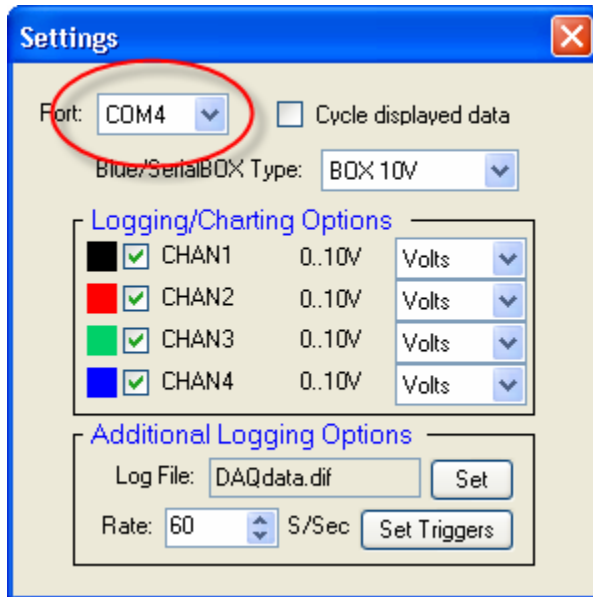 Settings
Port: COM4 Cycle displayed data
Blue/SerialBOX Type: BOX 10V
Logging/Charting Options
CHAN1 0..10V Volts
CHAN2 0..10V Volts
CHAN3 0..10V Volts
CHAN4 0..10V Volts
Additional Logging Options
Log File: DAQdata.dif Set
Rate: 60 S/Sec Set Triggers